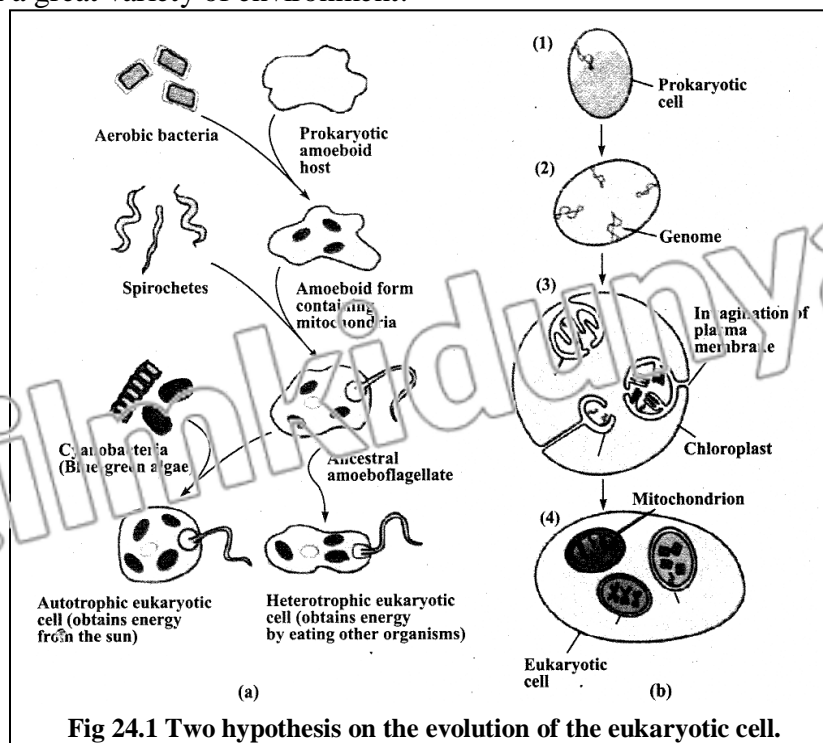 a great variety of environment.
Aerobic bacteria
Prokaryotic
amoeboid
host
Spirochetes
Amoeboid form
containing
mitochondria
Cyanobacteria
(Blue green algae)
Ancestral
amoeboflagellate
Autotrophic eukaryotic
cell (obtains energy
from the sun)
Heterotrophic eukaryotic
cell (obtains energy
by eating other organisms)
(a)
(1)
Prokaryotic
cell
(2)
Genome
(3)
Imagination of
plasma
membrane
Chloroplast
(4)
Mitochondrion
Eukaryotic
cell
(b)
Fig 24.1 Two hypothesis on the evolution of the eukaryotic cell.